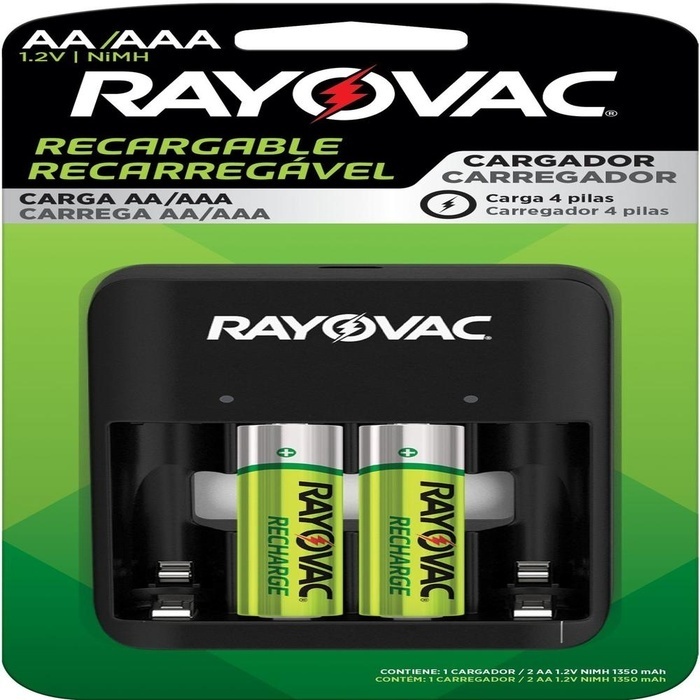 AA/AAA
1.2V | NiMH
RAYOVAC®
RECARGABLE
RECARREGÁVEL
CARGADOR
CARREGADOR
CARGA AA/AAA
CARREGA AA/AAA
Carga 4 pilas
Carregador 4 pilas
RAYOVAC®
RAYOVAC®
RECHARGE
RAYOVAC®
RECHARGE
CONTIENE: 1 CARGADOR / 2 AA 1.2V NIMH 1350 mAh
CONTÉM: 1 CARREGADOR / 2 AA 1.2V NIMH 1350 mAh